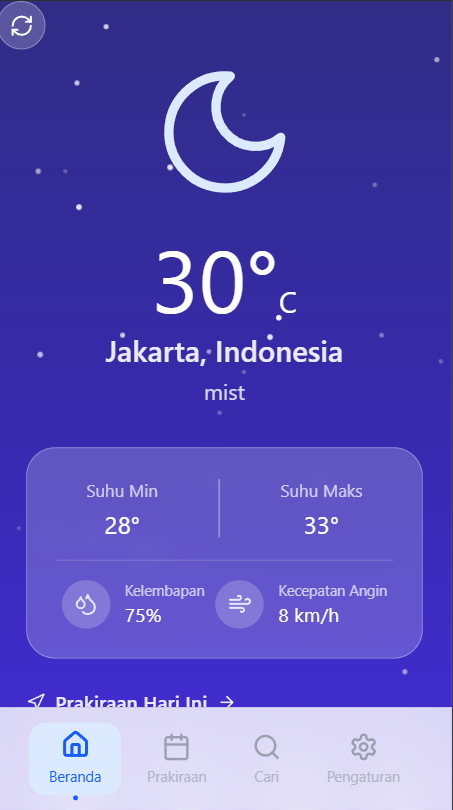 30°C
Jakarta, Indonesia
mist
Suhu Min
28°
Suhu Maks
33°
Kelembapan
75%
Kecepatan Angin
8 km/h
Prakiraan Hari Ini
Beranda
Prakiraan
Cari
Pengaturan